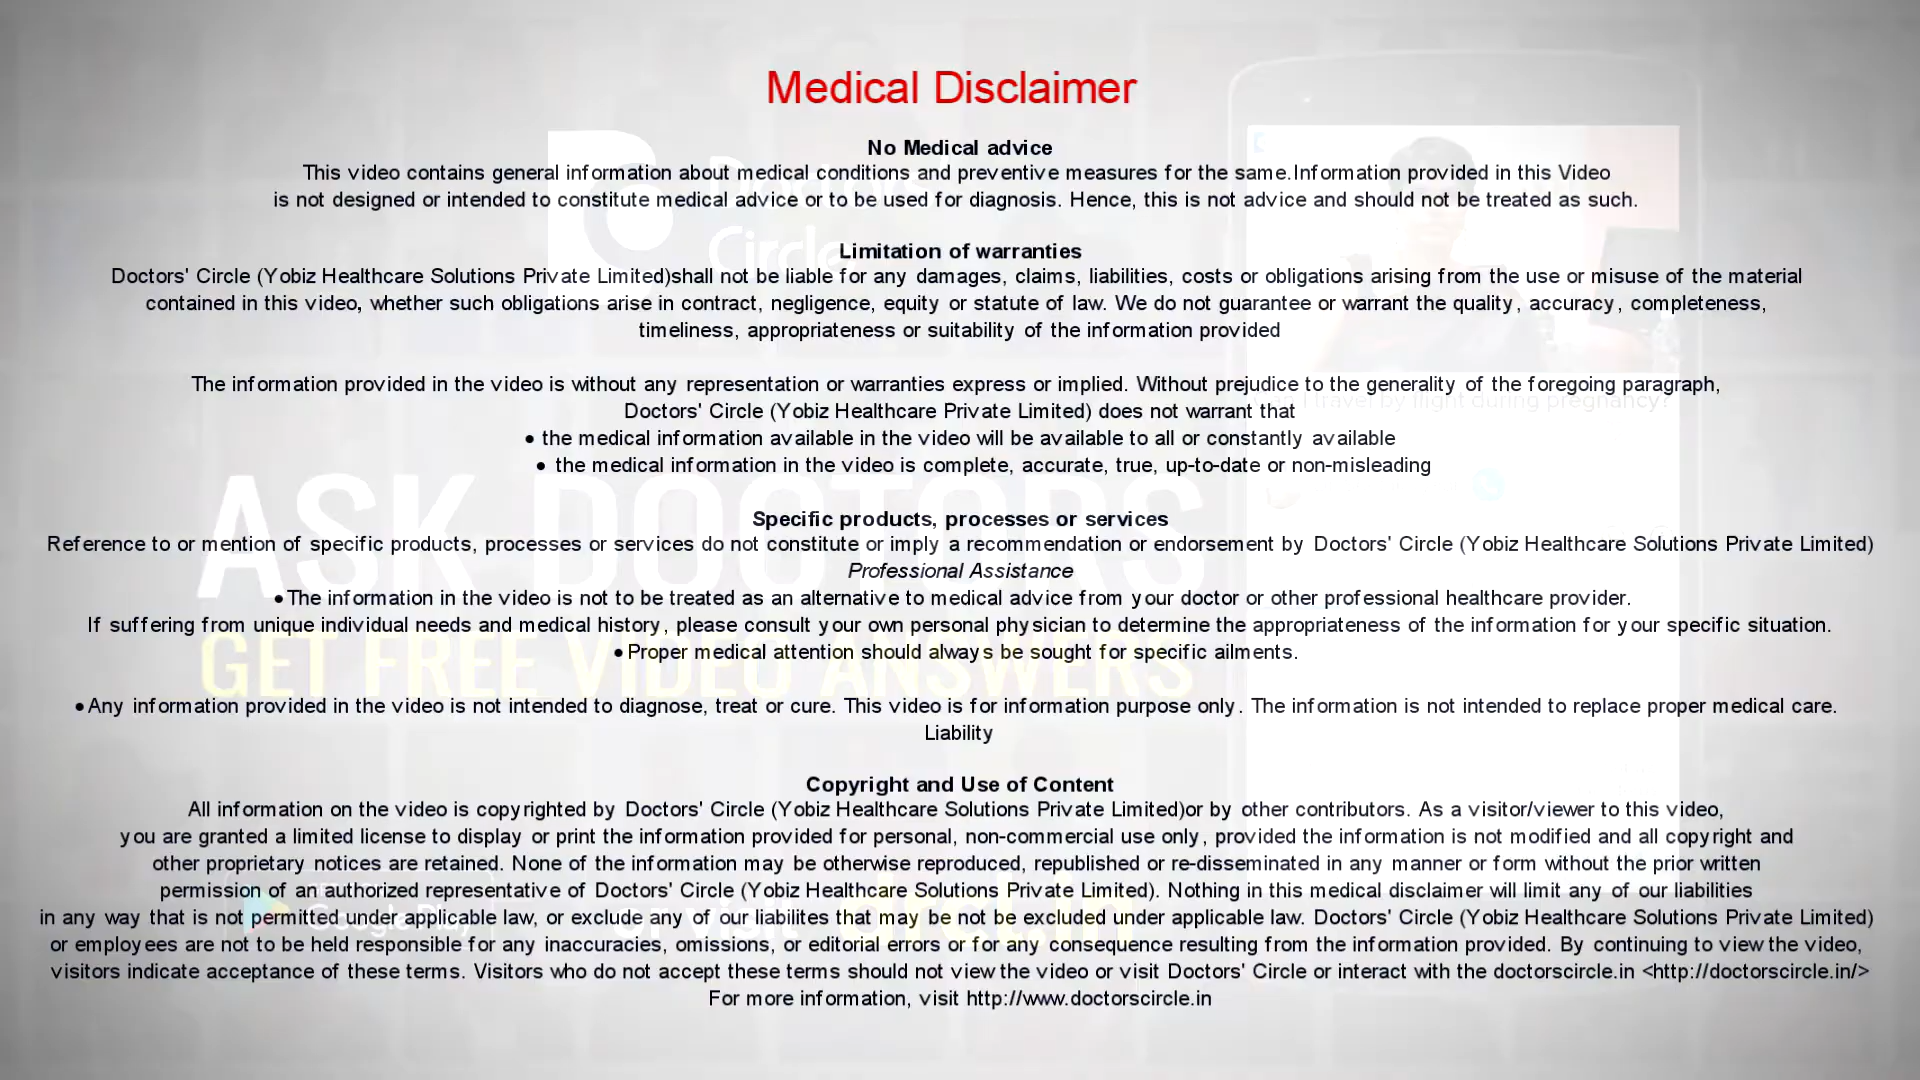 Medical Disclaimer
No Medical advice
This video contains general information about medical conditions and preventive measures for the same.Information provided in this Video
is not designed or intended to constitute medical advice or to be used for diagnosis. Hence, this is not advice and should not be treated as such.
Doctors'
Circle
Limitation of warranties
Doctors' Circle (Yobiz Healthcare Solutions Private Limited)shall not be liable for any damages, claims, liabilities, costs or obligations arising from the use or misuse of the material
contained in this video, whether such obligations arise in contract, negligence, equity or statute of law. We do not guarantee or warrant the quality, accuracy, completeness,
timeliness, appropriateness or suitability of the information provided
The information provided in the video is without any representation or warranties express or implied. Without prejudice to the generality of the foregoing paragraph,
Can I travel by flight during pregnancy?
Doctors' Circle (Yobiz Healthcare Private Limited) does not warrant that
• the medical information available in the video will be available to all or constantly available
• the medical information in the video is complete, accurate, true, up-to-date or non-misleading
ASK DOCTORS
Specific products, processes or services
Reference to or mention of specific products, processes or services do not constitute or imply a recommendation or endorsement by Doctors' Circle (Yobiz Healthcare Solutions Private Limited)
Professional Assistance
•The information in the video is not to be treated as an alternative to medical advice from your doctor or other professional healthcare provider.
If suffering from unique individual needs and medical history, please consult your own personal physician to determine the appropriateness of the information for your specific situation.
GET FREE VIDEO ANSWERS
•Proper medical attention should always be sought for specific ailments.
•Any information provided in the video is not intended to diagnose, treat or cure. This video is for information purpose only. The information is not intended to replace proper medical care.
Liability
Copyright and Use of Content
All information on the video is copyrighted by Doctors' Circle (Yobiz Healthcare Solutions Private Limited)or by other contributors. As a visitor/viewer to this video,
you are granted a limited license to display or print the information provided for personal, non-commercial use only, provided the information is not modified and all copyright and
other proprietary notices are retained. None of the information may be otherwise reproduced, republished or re-disseminated in any manner or form without the prior written
permission of an authorized representative of Doctors' Circle (Yobiz Healthcare Solutions Private Limited). Nothing in this medical disclaimer will limit any of our liabilities
Google Play or visit drcl.in
in any way that is not permitted under applicable law, or exclude any of our liabilites that may be not be excluded under applicable law. Doctors' Circle (Yobiz Healthcare Solutions Private Limited)
or employees are not to be held responsible for any inaccuracies, omissions, or editorial errors or for any consequence resulting from the information provided. By continuing to view the video,
visitors indicate acceptance of these terms. Visitors who do not accept these terms should not view the video or visit Doctors' Circle or interact with the doctorscircle.in <http://doctorscircle.in/>
For more information, visit http://www.doctorscircle.in